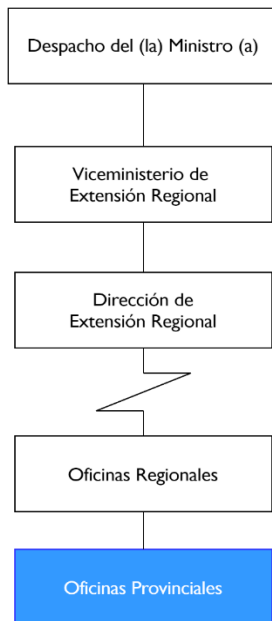 Despacho del (la) Ministro (a)
Viceministerio de
Extensión Regional
Dirección de
Extensión Regional
Oficinas Regionales
Oficinas Provinciales